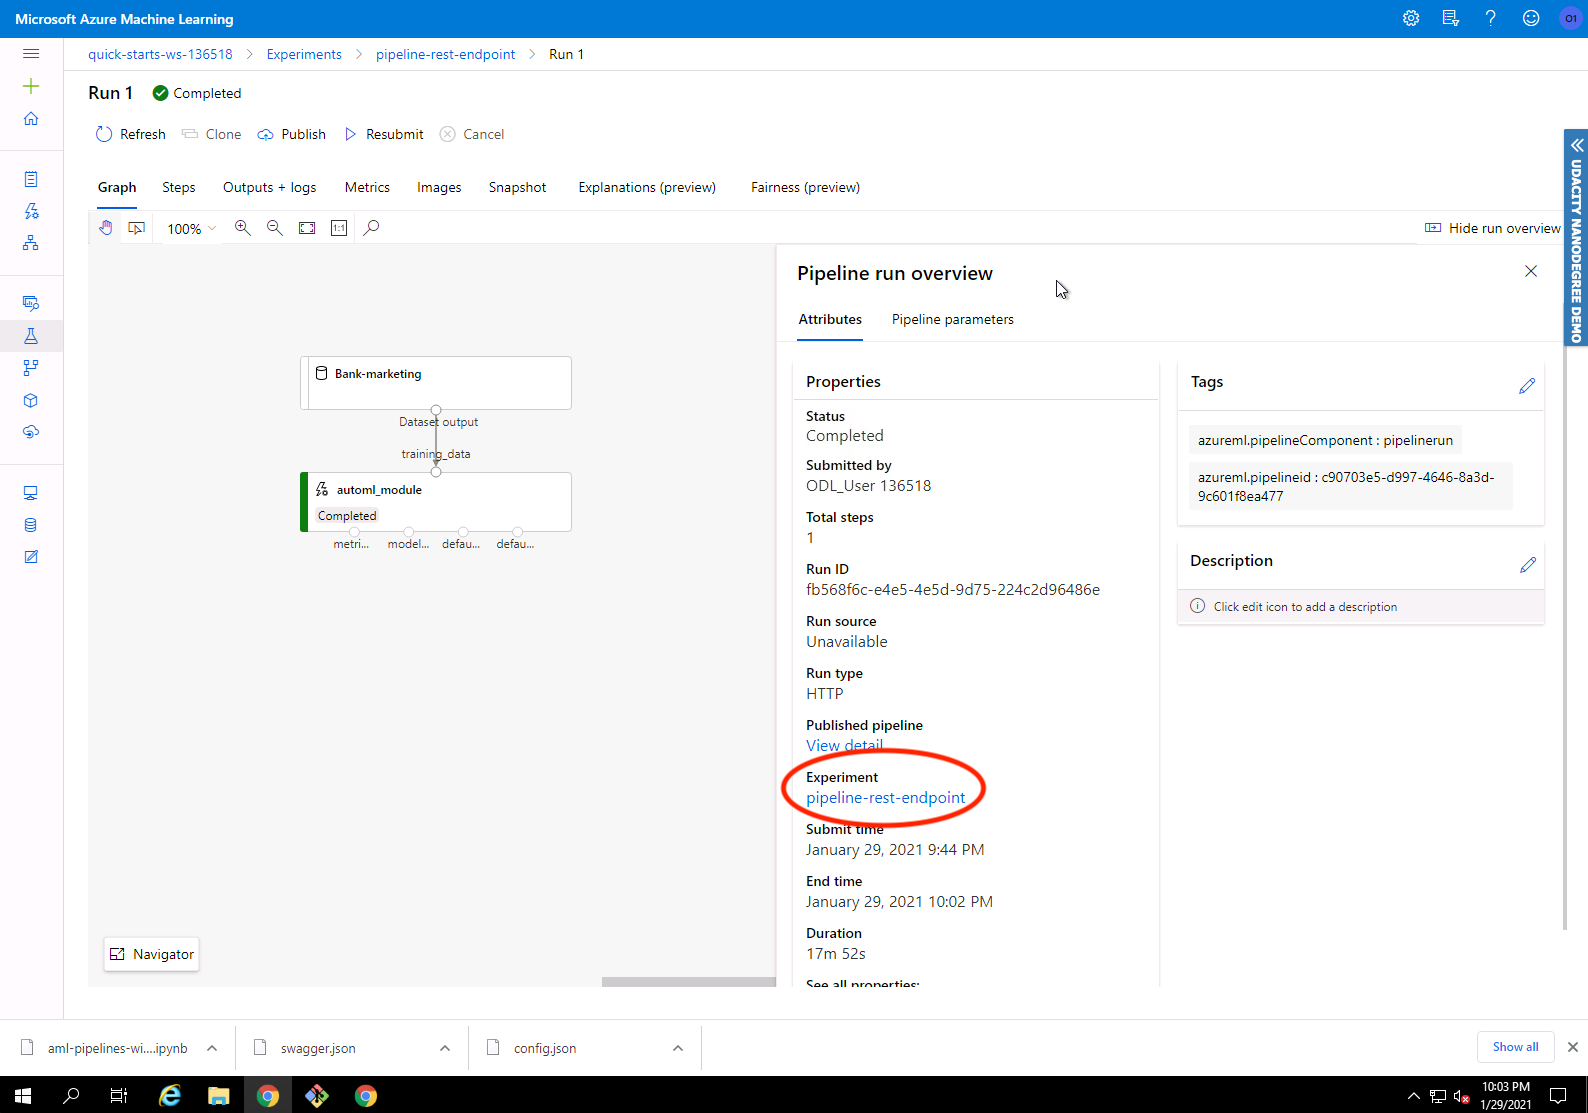 Microsoft Azure Machine Learning
O1
quick-starts-ws-136518 > Experiments > pipeline-rest-endpoint > Run 1
Run 1 Completed
Refresh Clone Publish Resubmit Cancel
Graph Steps Outputs + logs Metrics Images Snapshot Explanations (preview) Fairness (preview)
100% 1:1 Hide run overview
UDACITY NANODEGREE DEMO
Bank-marketing
Dataset output
training_data
automl_module
Completed
metri... model... defau... defau...
Navigator
Pipeline run overview
Attributes Pipeline parameters
Properties
Status
Completed
Submitted by
ODL_User 136518
Total steps
1
Run ID
fb568f6c-e4e5-4e5d-9d75-224c2d96486e
Run source
Unavailable
Run type
HTTP
Published pipeline
View detail
Experiment
pipeline-rest-endpoint
Submit time
January 29, 2021 9:44 PM
End time
January 29, 2021 10:02 PM
Duration
17m 52s
See all properties:
Tags
azureml.pipelineComponent : pipelinerun
azureml.pipelineid : c90703e5-d997-4646-8a3d-
9c601f8ea477
Description
Click edit icon to add a description
aml-pipelines-wi....ipynb swagger.json config.json Show all
10:03 PM
1/29/2021